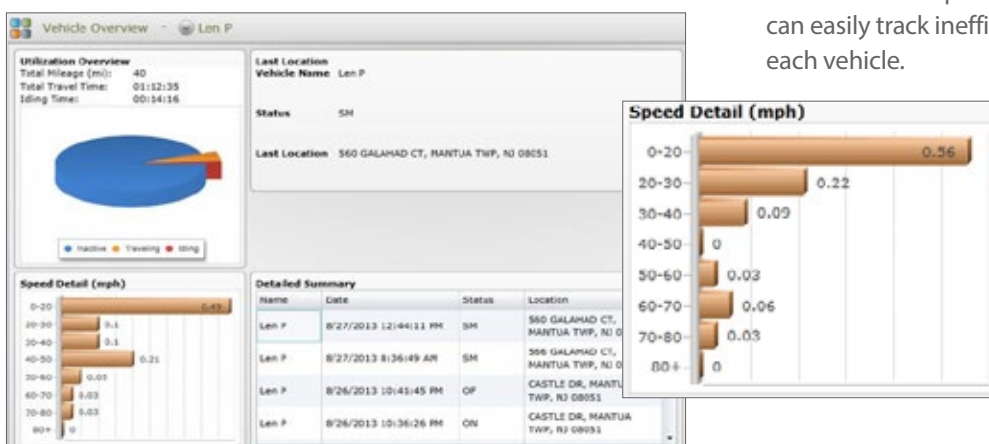 can easily track ineffi
each vehicle.
Vehicle Overview - Len P
Utilization Overview
Total Mileage (mi): 40
Total Travel Time: 01:12:35
Idling Time: 00:14:16
Inactive Traveling Idling
Last Location
Vehicle Name Len P
Status SM
Last Location 560 GALAHAD CT, MANTUA TWP, NJ 08051
Speed Detail (mph)
0-20 0.49
20-30 0.1
30-40 0.1
40-50 0.21
50-60 0.03
60-70 0.03
70-80 0.03
80+ 0
Detailed Summary
Name Date Status Location
Len P 8/27/2013 12:44:11 PM SM 560 GALAHAD CT,
MANTUA TWP, NJ 0
Len P 8/27/2013 8:36:49 AM SM 566 GALAHAD CT,
MANTUA TWP, NJ 0
Len P 8/26/2013 10:41:45 PM OF CASTLE DR, MANTU
TWP, NJ 08051
Len P 8/26/2013 10:36:26 PM ON CASTLE DR, MANTUA
TWP, NJ 08051
Speed Detail (mph)
0-20 0.56
20-30 0.22
30-40 0.09
40-50 0
50-60 0.03
60-70 0.06
70-80 0.03
80+ 0